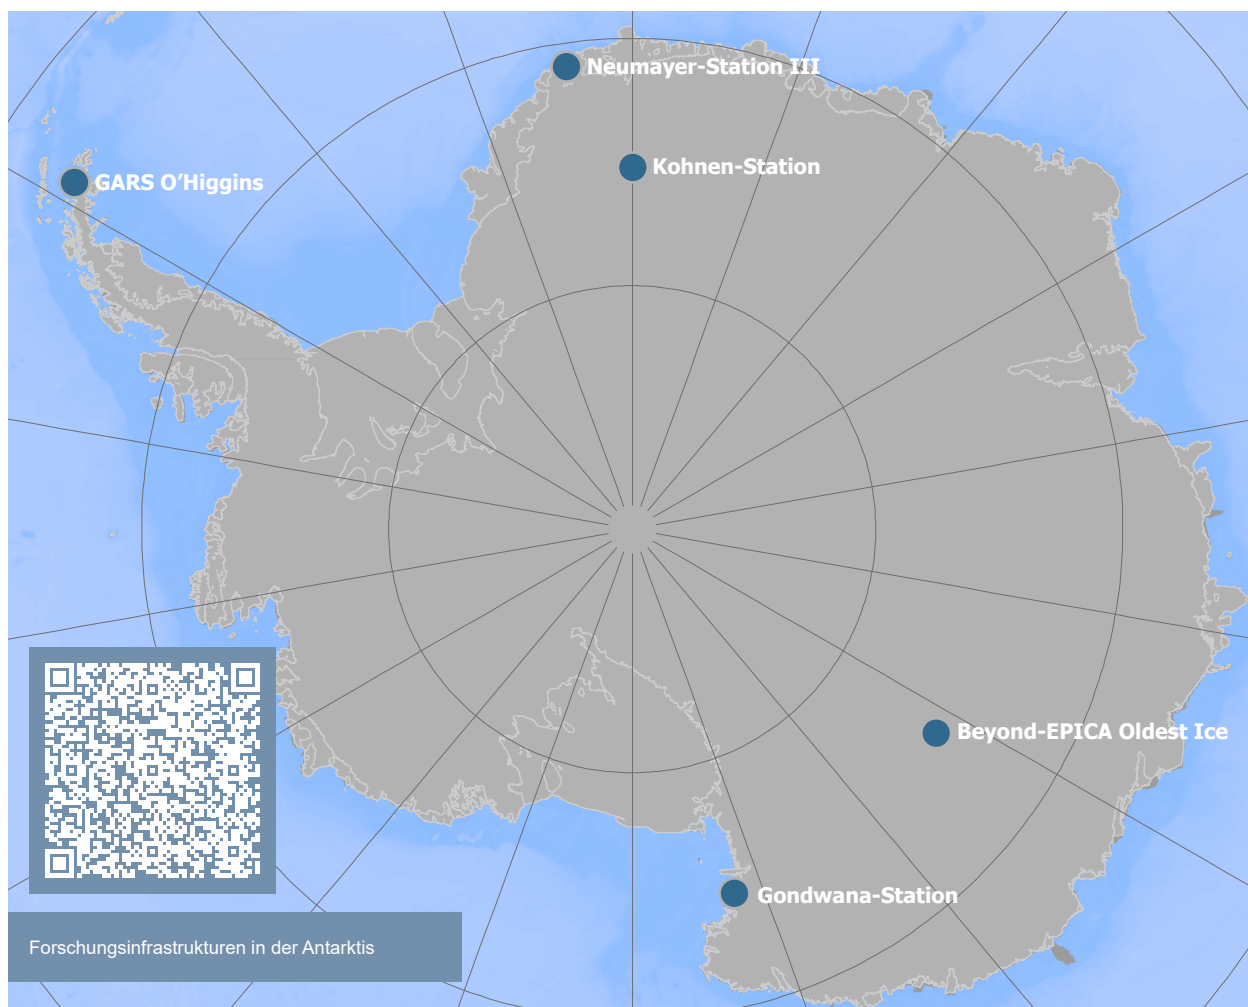 Neumayer-Station III
Kohnen-Station
GARS O’Higgins
Beyond-EPICA Oldest Ice
Gondwana-Station
Forschungsinfrastrukturen in der Antarktis